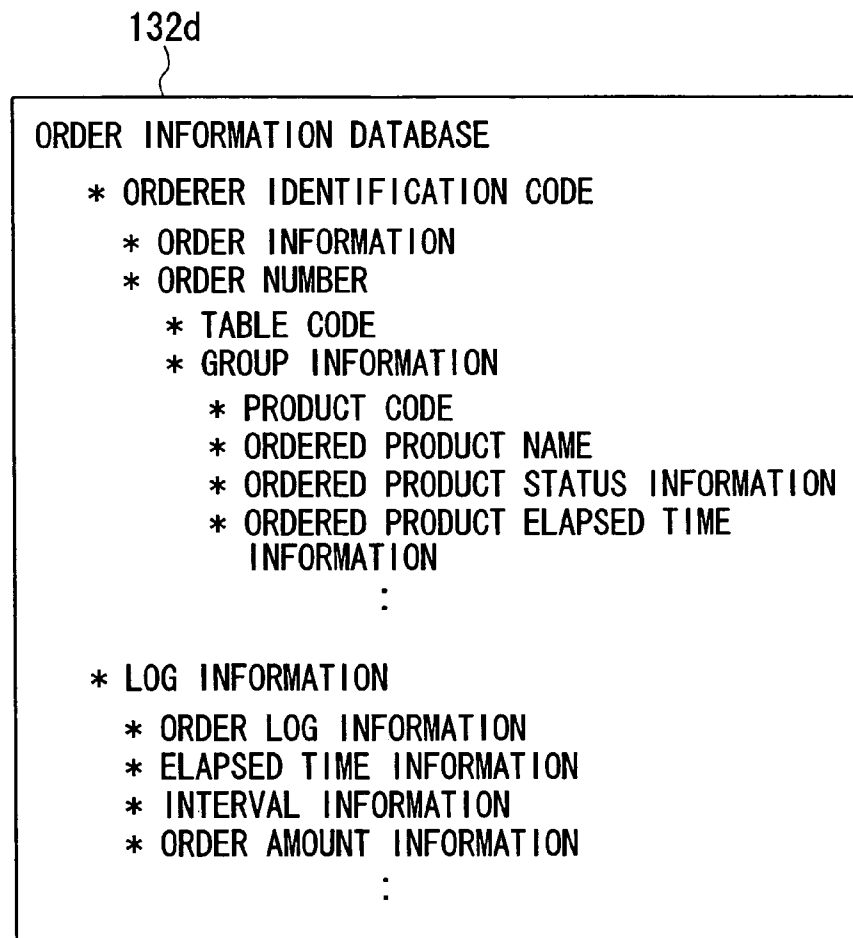 132d
ORDER INFORMATION DATABASE
* ORDERER IDENTIFICATION CODE
* ORDER INFORMATION
* ORDER NUMBER
* TABLE CODE
* GROUP INFORMATION
* PRODUCT CODE
* ORDERED PRODUCT NAME
* ORDERED PRODUCT STATUS INFORMATION
* ORDERED PRODUCT ELAPSED TIME
INFORMATION
:
* LOG INFORMATION
* ORDER LOG INFORMATION
* ELAPSED TIME INFORMATION
* INTERVAL INFORMATION
* ORDER AMOUNT INFORMATION
: